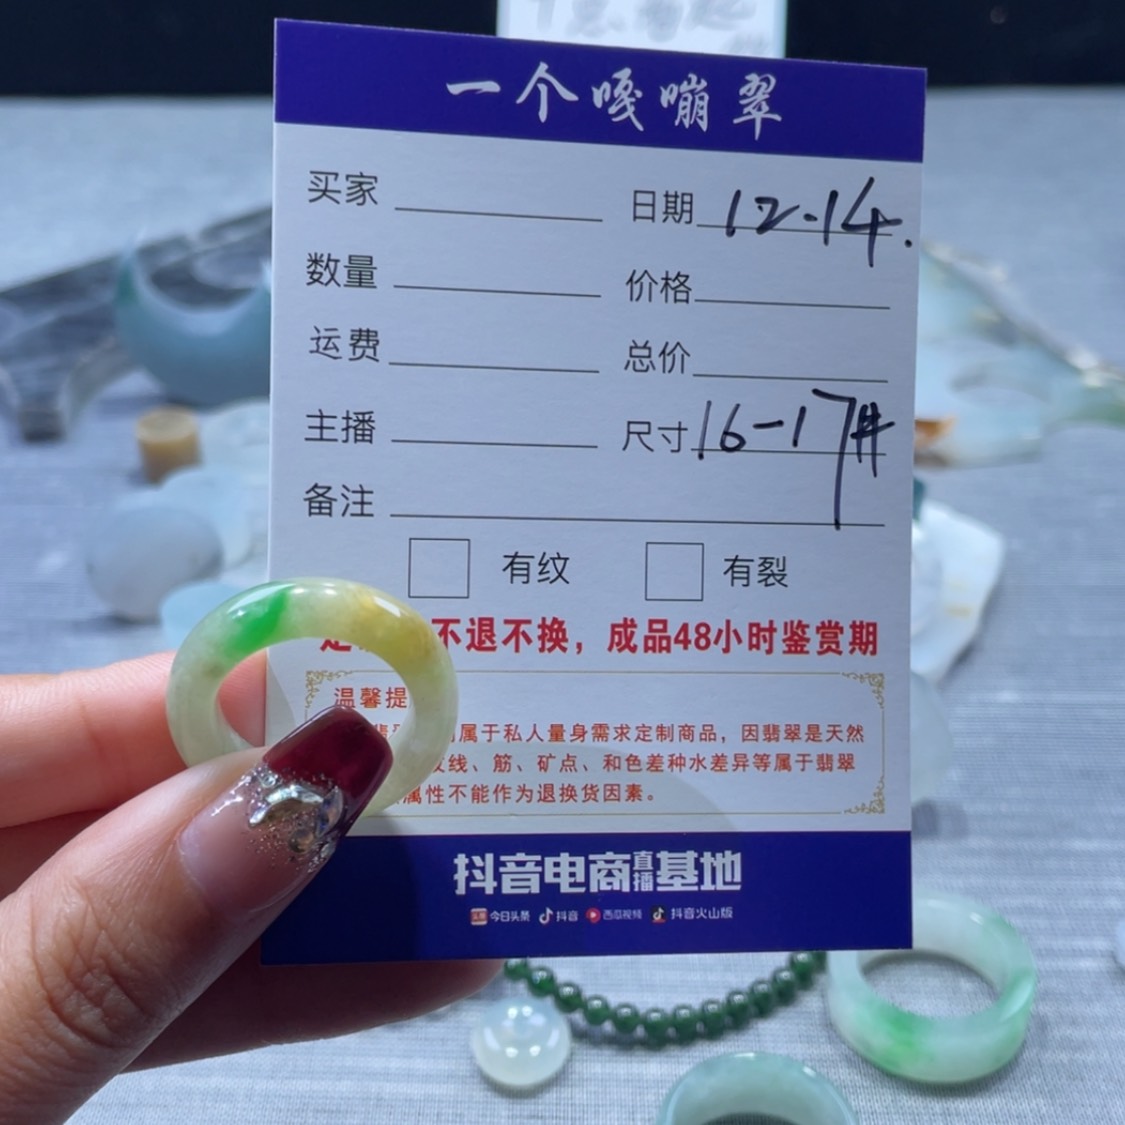 一个嘎嘣翠
买家 日期 12.14.
数量 价格
运费 总价
主播 尺寸 16-17#
备注
有纹 有裂
不退不换，成品48小时鉴赏期
温馨提
属于私人量身需求定制商品，因翡翠是天然
纹线、筋、矿点、和色差种水差异等属于翡翠
属性不能作为退换货因素。
抖音电商直播基地
头条 今日头条 抖音 西瓜视频 抖音火山版